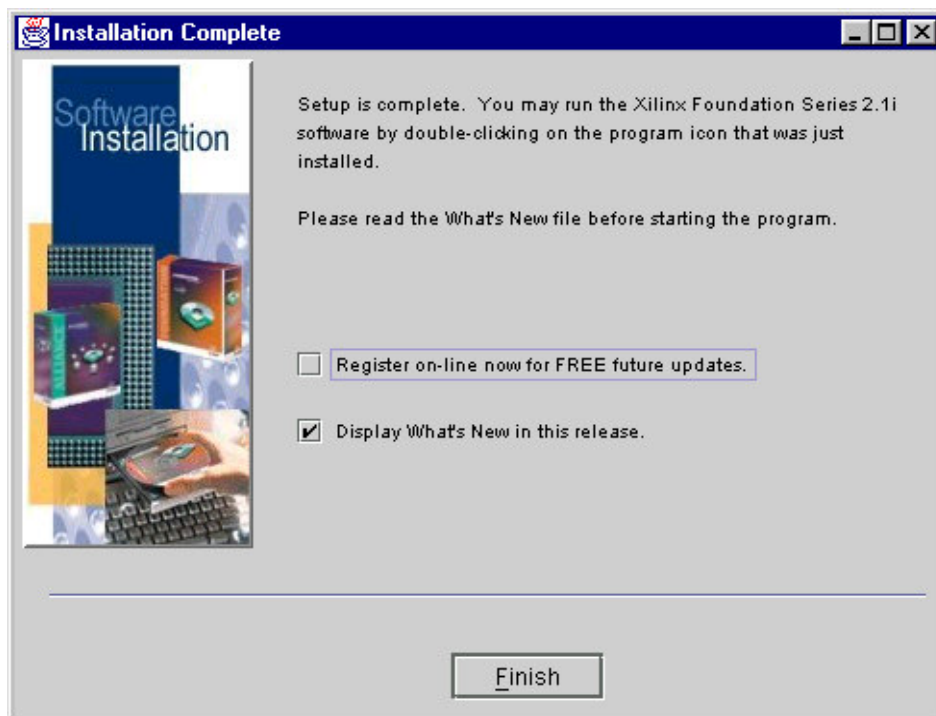 Installation Complete
Software
Installation
Setup is complete. You may run the Xilinx Foundation Series 2.1i
software by double-clicking on the program icon that was just
installed.
Please read the What's New file before starting the program.
ALLIANCE
FOUNDATION
Register on-line now for FREE future updates.
Display What's New in this release.
Finish